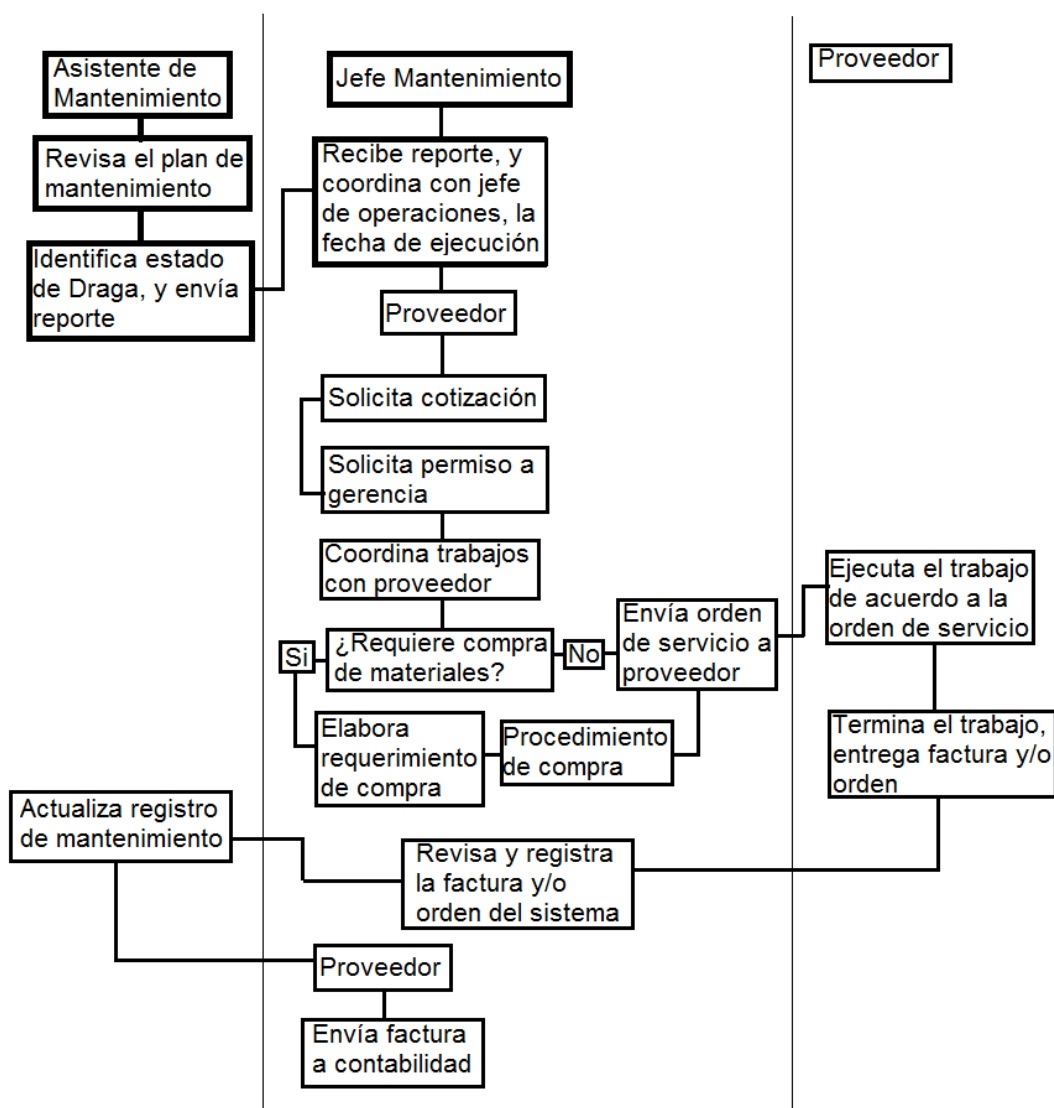 Asistente de
Mantenimiento
Jefe Mantenimiento
Proveedor
Revisa el plan de
mantenimiento
Recibe reporte, y
coordina con jefe
de operaciones, la
fecha de ejecución
Identifica estado
de Draga, y envía
reporte
Proveedor
Solicita cotización
Solicita permiso a
gerencia
Coordina trabajos
con proveedor
¿Requiere compra
de materiales?
Si
No
Envía orden
de servicio a
proveedor
Ejecuta el trabajo
de acuerdo a la
orden de servicio
Elabora
requerimiento
de compra
Procedimiento
de compra
Termina el trabajo,
entrega factura y/o
orden
Actualiza registro
de mantenimiento
Revisa y registra
la factura y/o
orden del sistema
Proveedor
Envía factura
a contabilidad